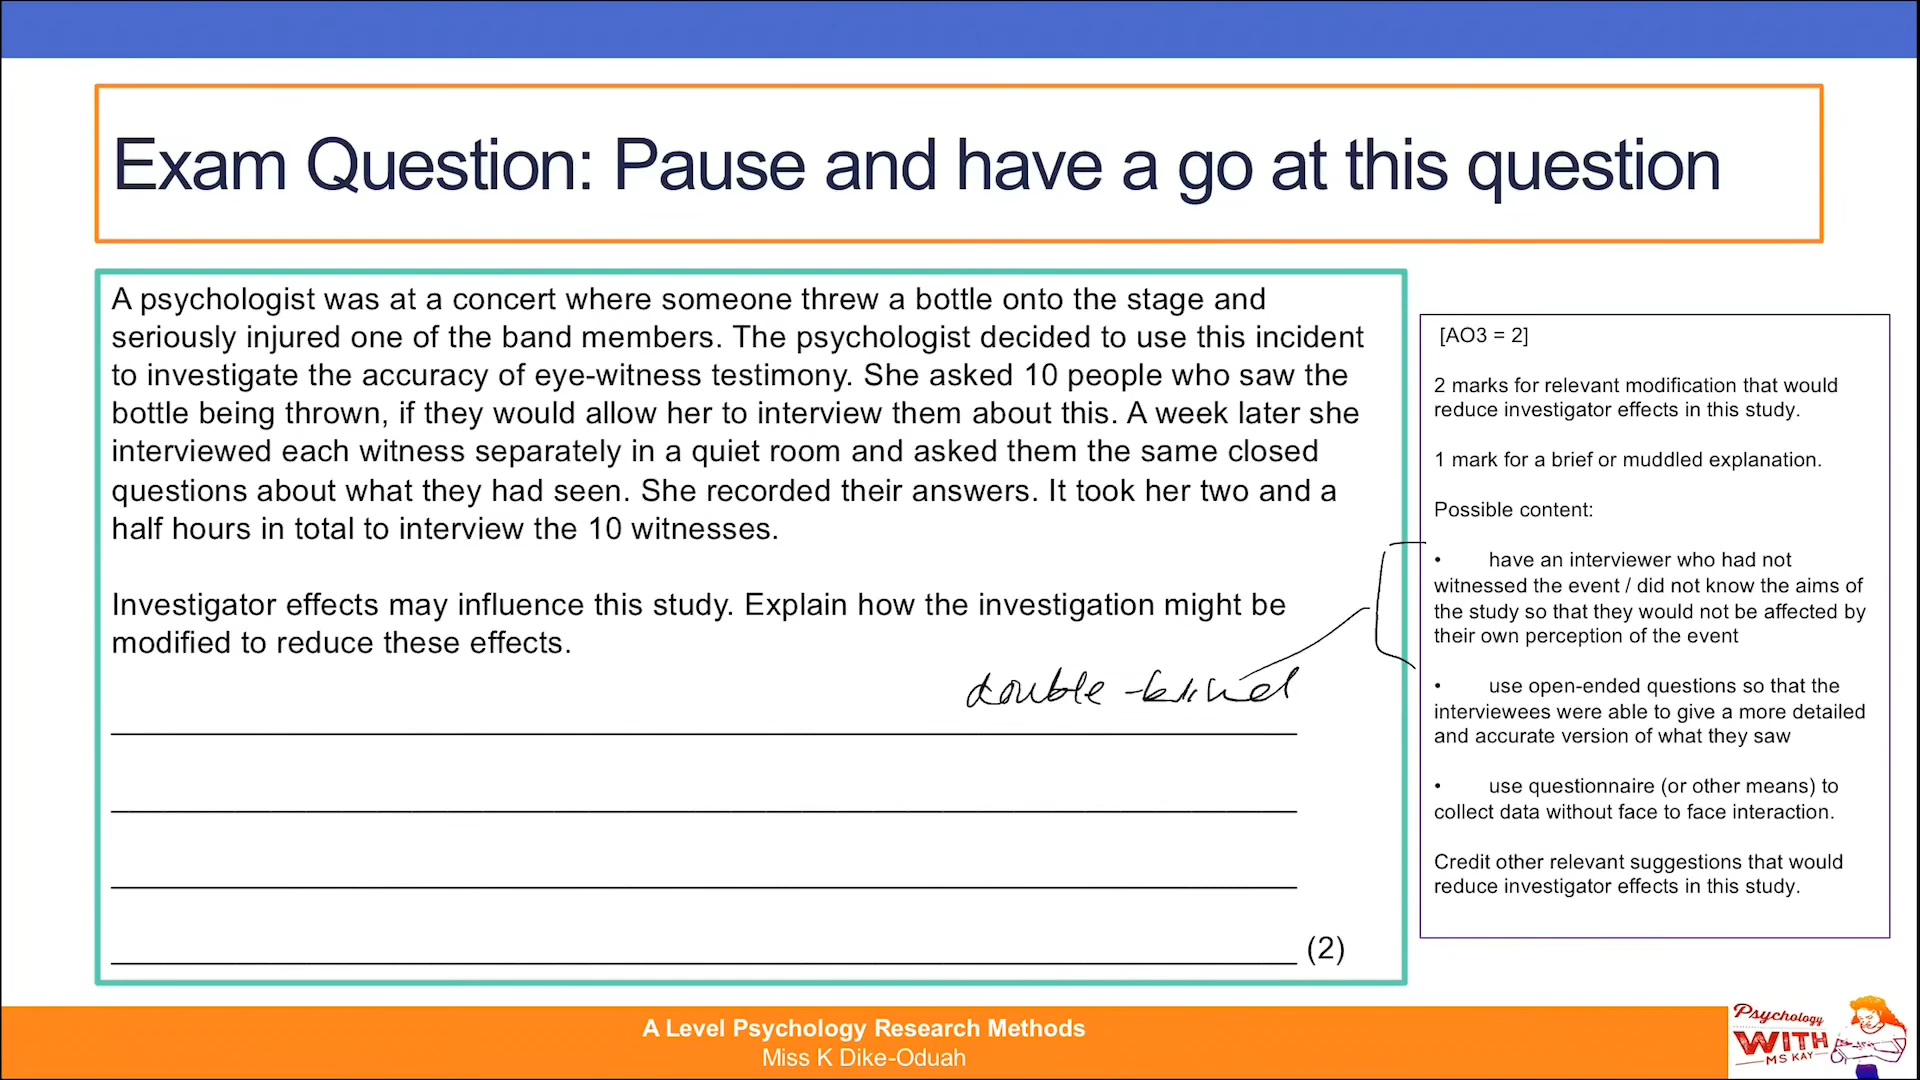 Exam Question: Pause and have a go at this question
A psychologist was at a concert where someone threw a bottle onto the stage and
seriously injured one of the band members. The psychologist decided to use this incident
to investigate the accuracy of eye-witness testimony. She asked 10 people who saw the
bottle being thrown, if they would allow her to interview them about this. A week later she
interviewed each witness separately in a quiet room and asked them the same closed
questions about what they had seen. She recorded their answers. It took her two and a
half hours in total to interview the 10 witnesses.
Investigator effects may influence this study. Explain how the investigation might be
modified to reduce these effects.
double-blind
(2)
[AO3 = 2]
2 marks for relevant modification that would
reduce investigator effects in this study.
1 mark for a brief or muddled explanation.
Possible content:
• have an interviewer who had not
witnessed the event / did not know the aims of
the study so that they would not be affected by
their own perception of the event
• use open-ended questions so that the
interviewees were able to give a more detailed
and accurate version of what they saw
• use questionnaire (or other means) to
collect data without face to face interaction.
Credit other relevant suggestions that would
reduce investigator effects in this study.
A Level Psychology Research Methods
Miss K Dike-Oduah
Psychology
WITH
MS KAY